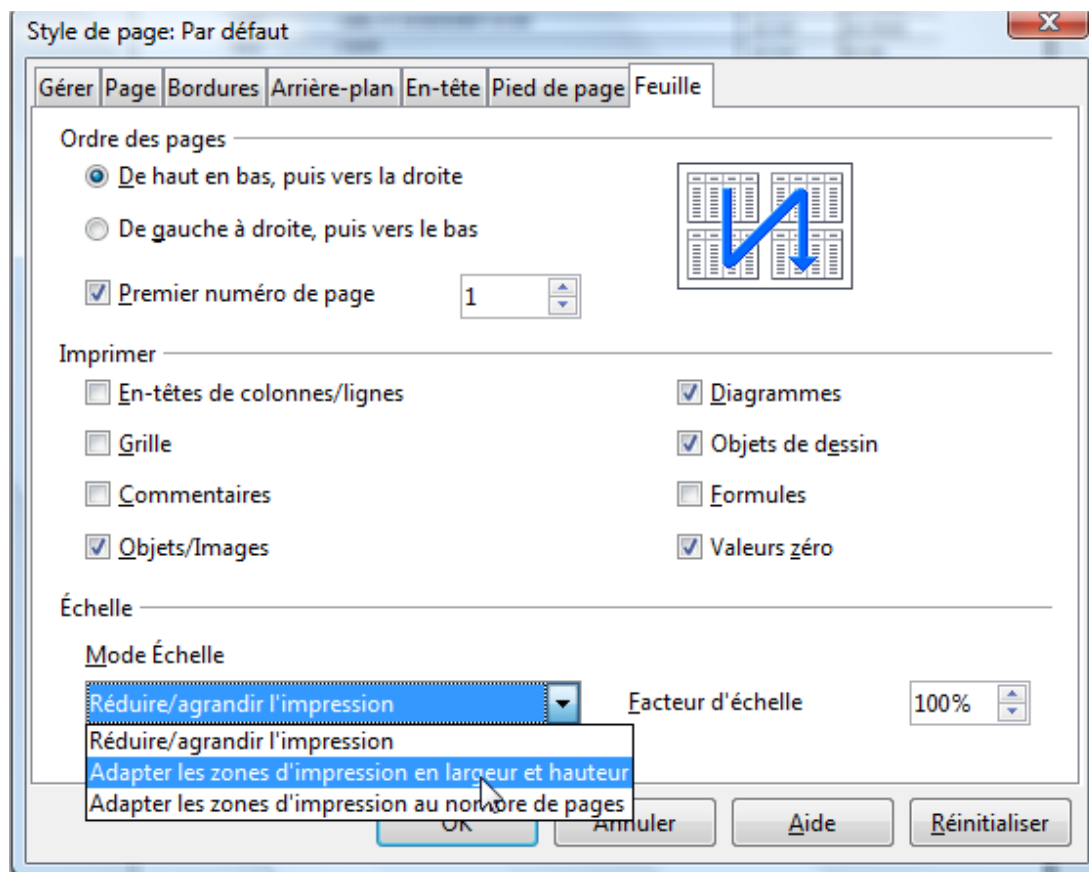 Style de page: Par défaut
Gérer Page Bordures Arrière-plan En-tête Pied de page Feuille
Ordre des pages
De haut en bas, puis vers la droite
De gauche à droite, puis vers le bas
Premier numéro de page 1
Imprimer
En-têtes de colonnes/lignes Diagrammes
Grille Objets de dessin
Commentaires Formules
Objets/Images Valeurs zéro
Échelle
Mode Échelle
Réduire/agrandir l'impression Facteur d'échelle 100%
Réduire/agrandir l'impression
Adapter les zones d'impression en largeur et hauteur
Adapter les zones d'impression au nombre de pages
OK Annuler Aide Réinitialiser